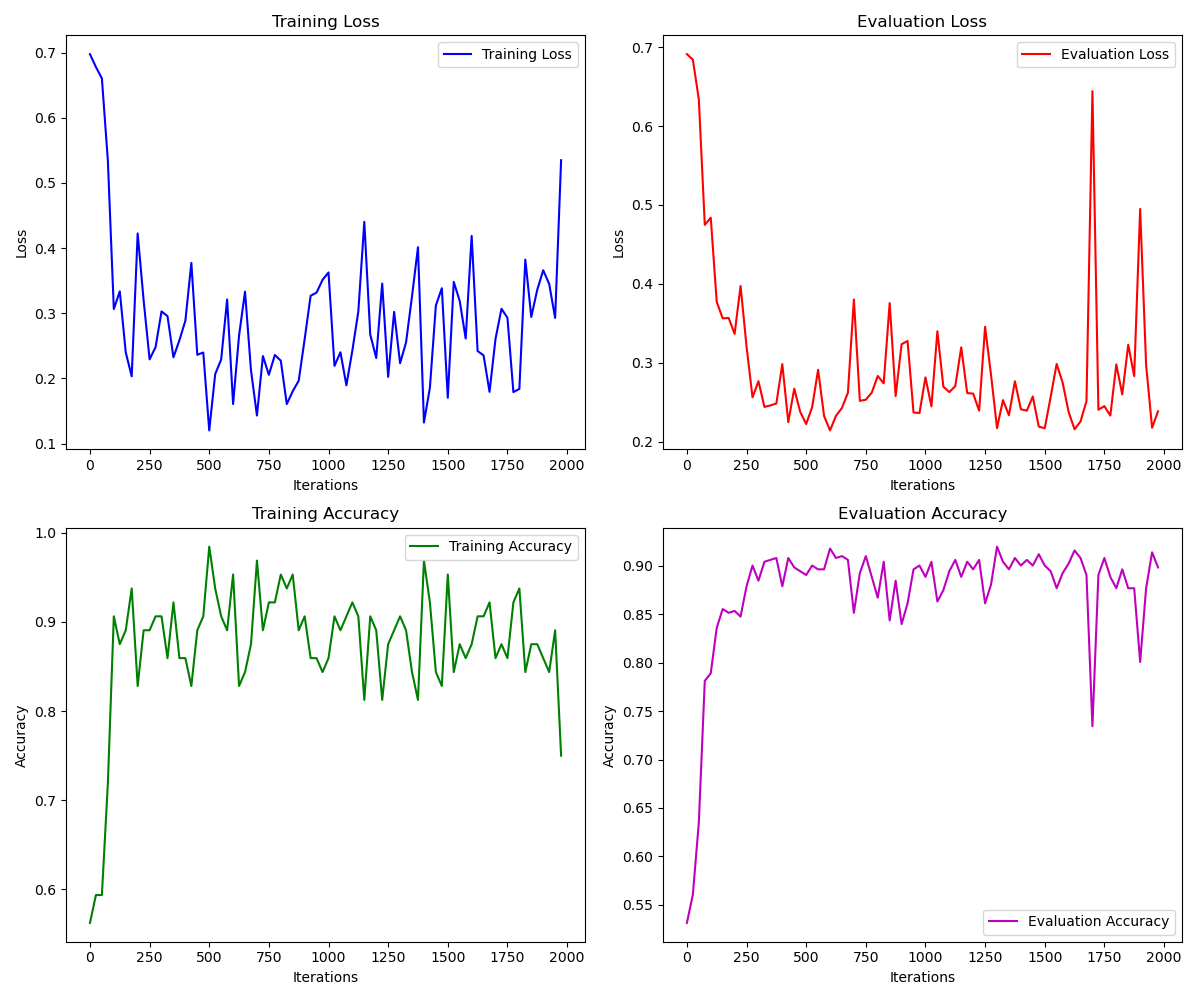 Training Loss
Training Loss
0.7
0.6
0.5
0.4
0.3
0.2
0.1
Loss
0 250 500 750 1000 1250 1500 1750 2000
Iterations
Evaluation Loss
Evaluation Loss
0.7
0.6
0.5
0.4
0.3
0.2
Loss
0 250 500 750 1000 1250 1500 1750 2000
Iterations
Training Accuracy
Training Accuracy
1.0
0.9
0.8
0.7
0.6
Accuracy
0 250 500 750 1000 1250 1500 1750 2000
Iterations
Evaluation Accuracy
0.90
0.85
0.80
0.75
0.70
0.65
0.60
0.55
Accuracy
Evaluation Accuracy
0 250 500 750 1000 1250 1500 1750 2000
Iterations